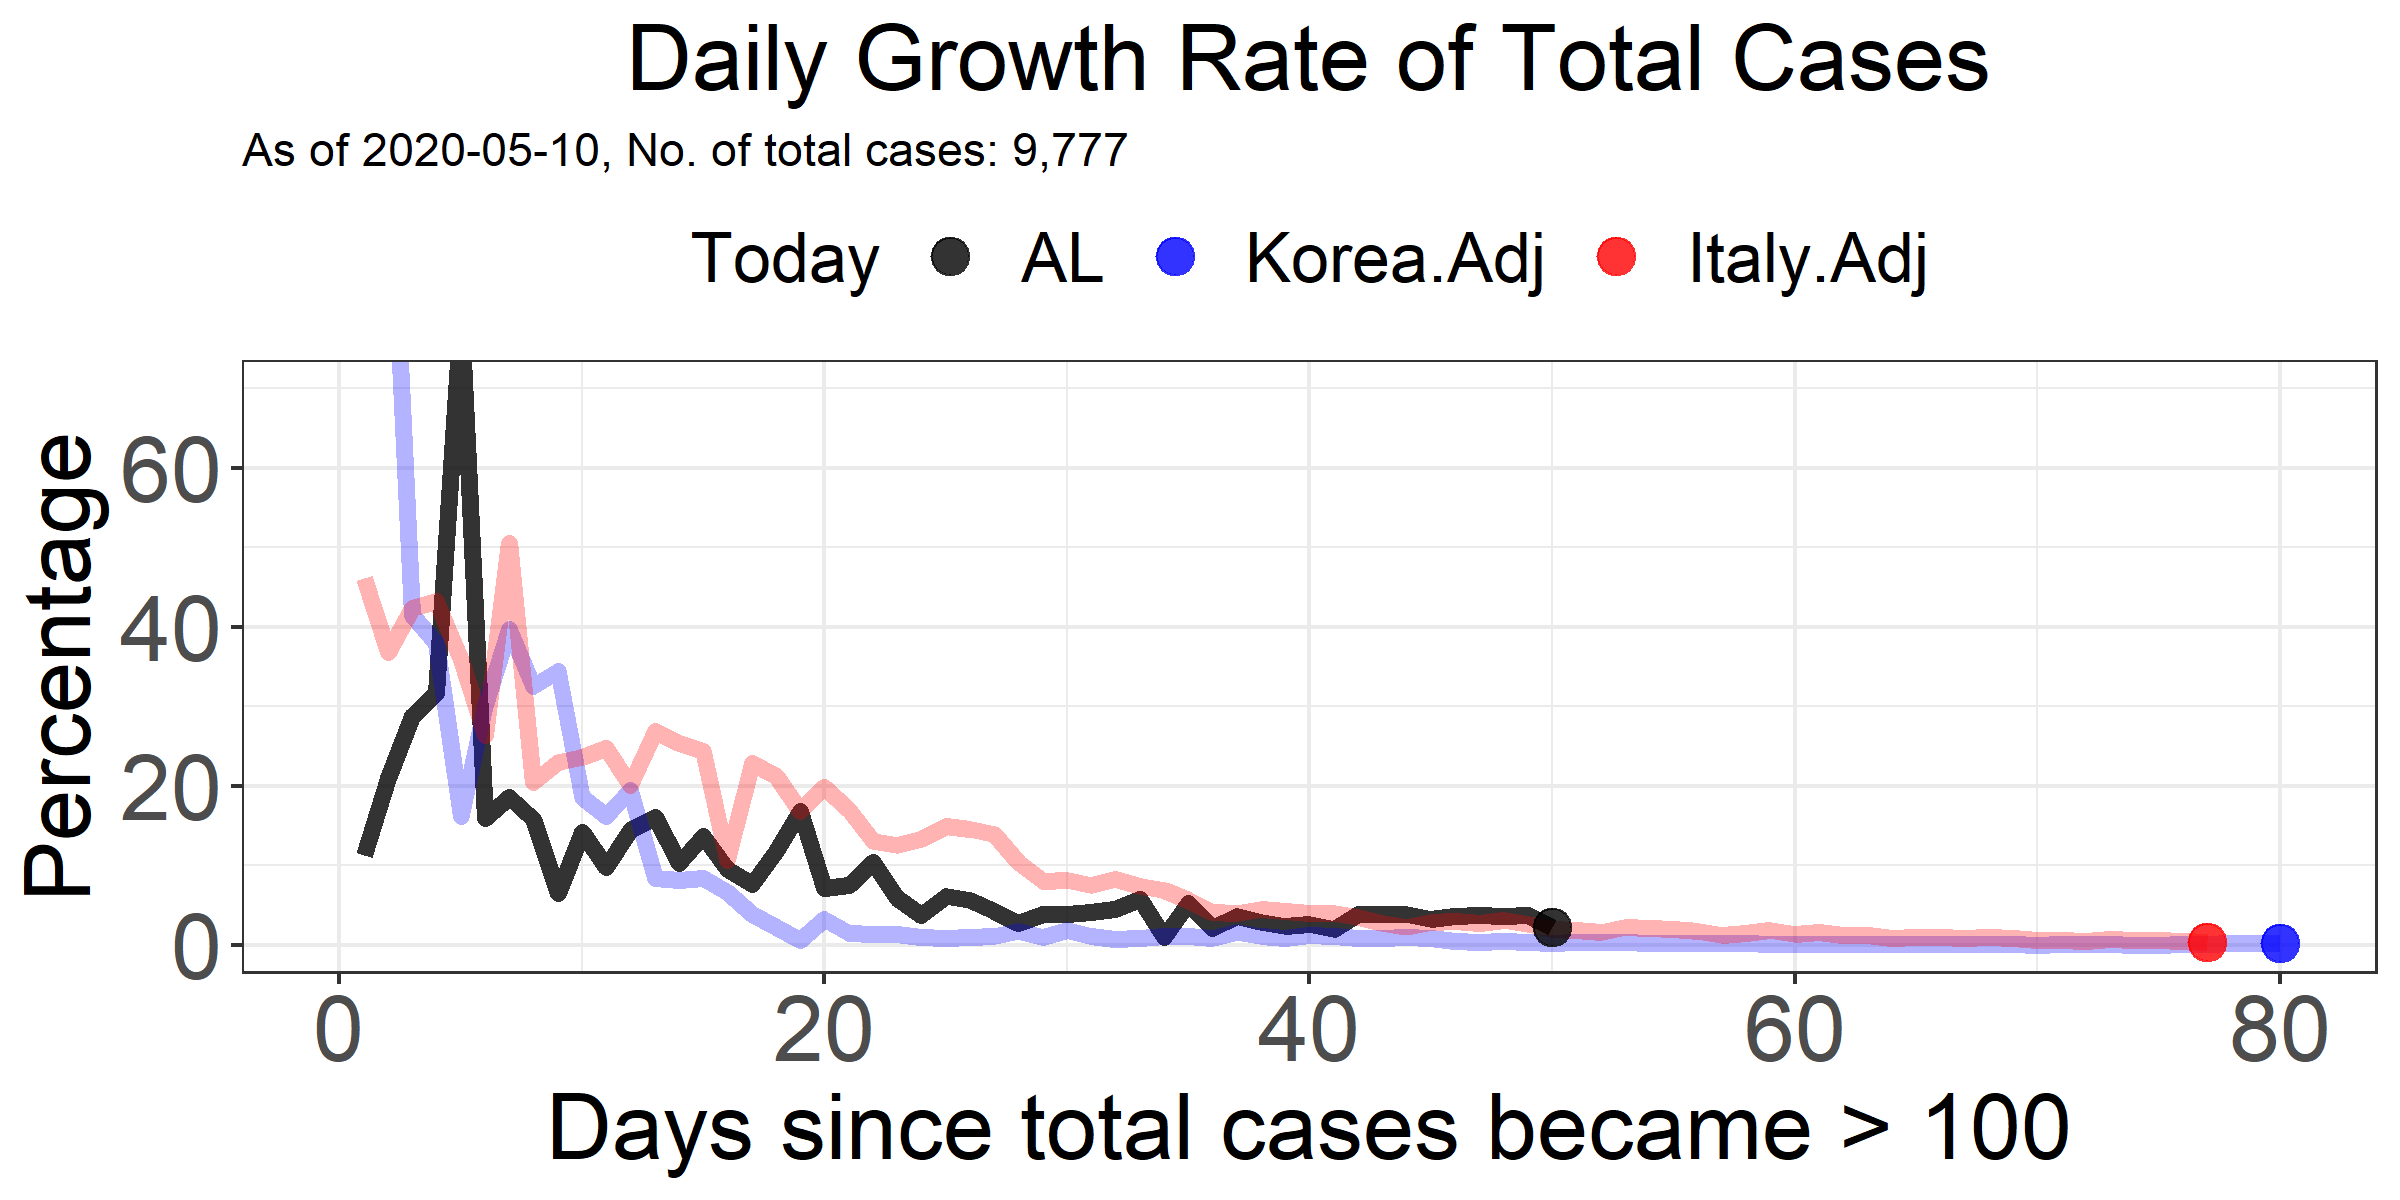 Daily Growth Rate of Total Cases
As of 2020-05-10, No. of total cases: 9,777
Today AL Korea.Adj Italy.Adj
Percentage
60
40
20
0
0 20 40 60 80
Days since total cases became > 100